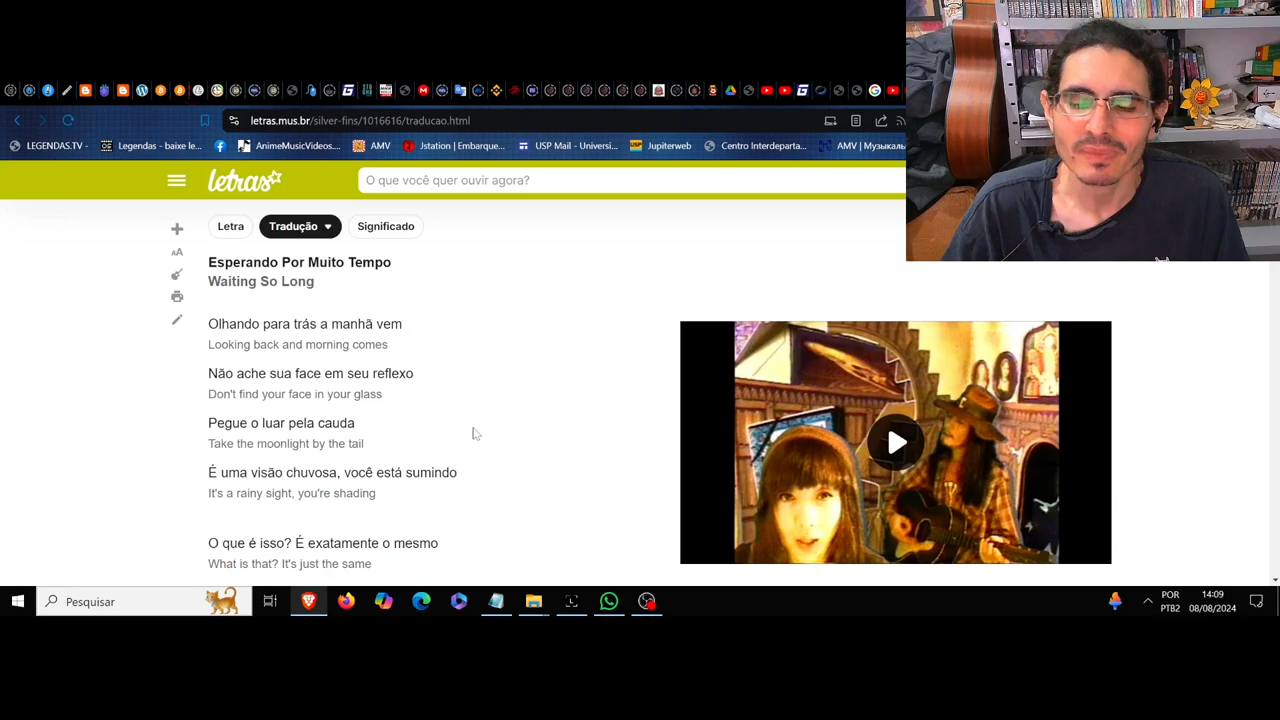 letras.mus.br/silver-fins/1016616/traducao.html
LEGENDAS.TV
Legendas - baixe le...
AnimeMusicVideos....
AMV
Jstation | Embarque...
USP Mail - Universi...
Jupiterweb
Centro Interdeparta...
AMV | Музыкаль
letras
O que você quer ouvir agora?
Letra
Tradução
Significado
AA
Esperando Por Muito Tempo
Waiting So Long
Olhando para trás a manhã vem
Looking back and morning comes
Não ache sua face em seu reflexo
Don't find your face in your glass
Pegue o luar pela cauda
Take the moonlight by the tail
É uma visão chuvosa, você está sumindo
It's a rainy sight, you're shading
O que é isso? É exatamente o mesmo
What is that? It's just the same
Pesquisar
POR
PTB2
14:09
08/08/2024